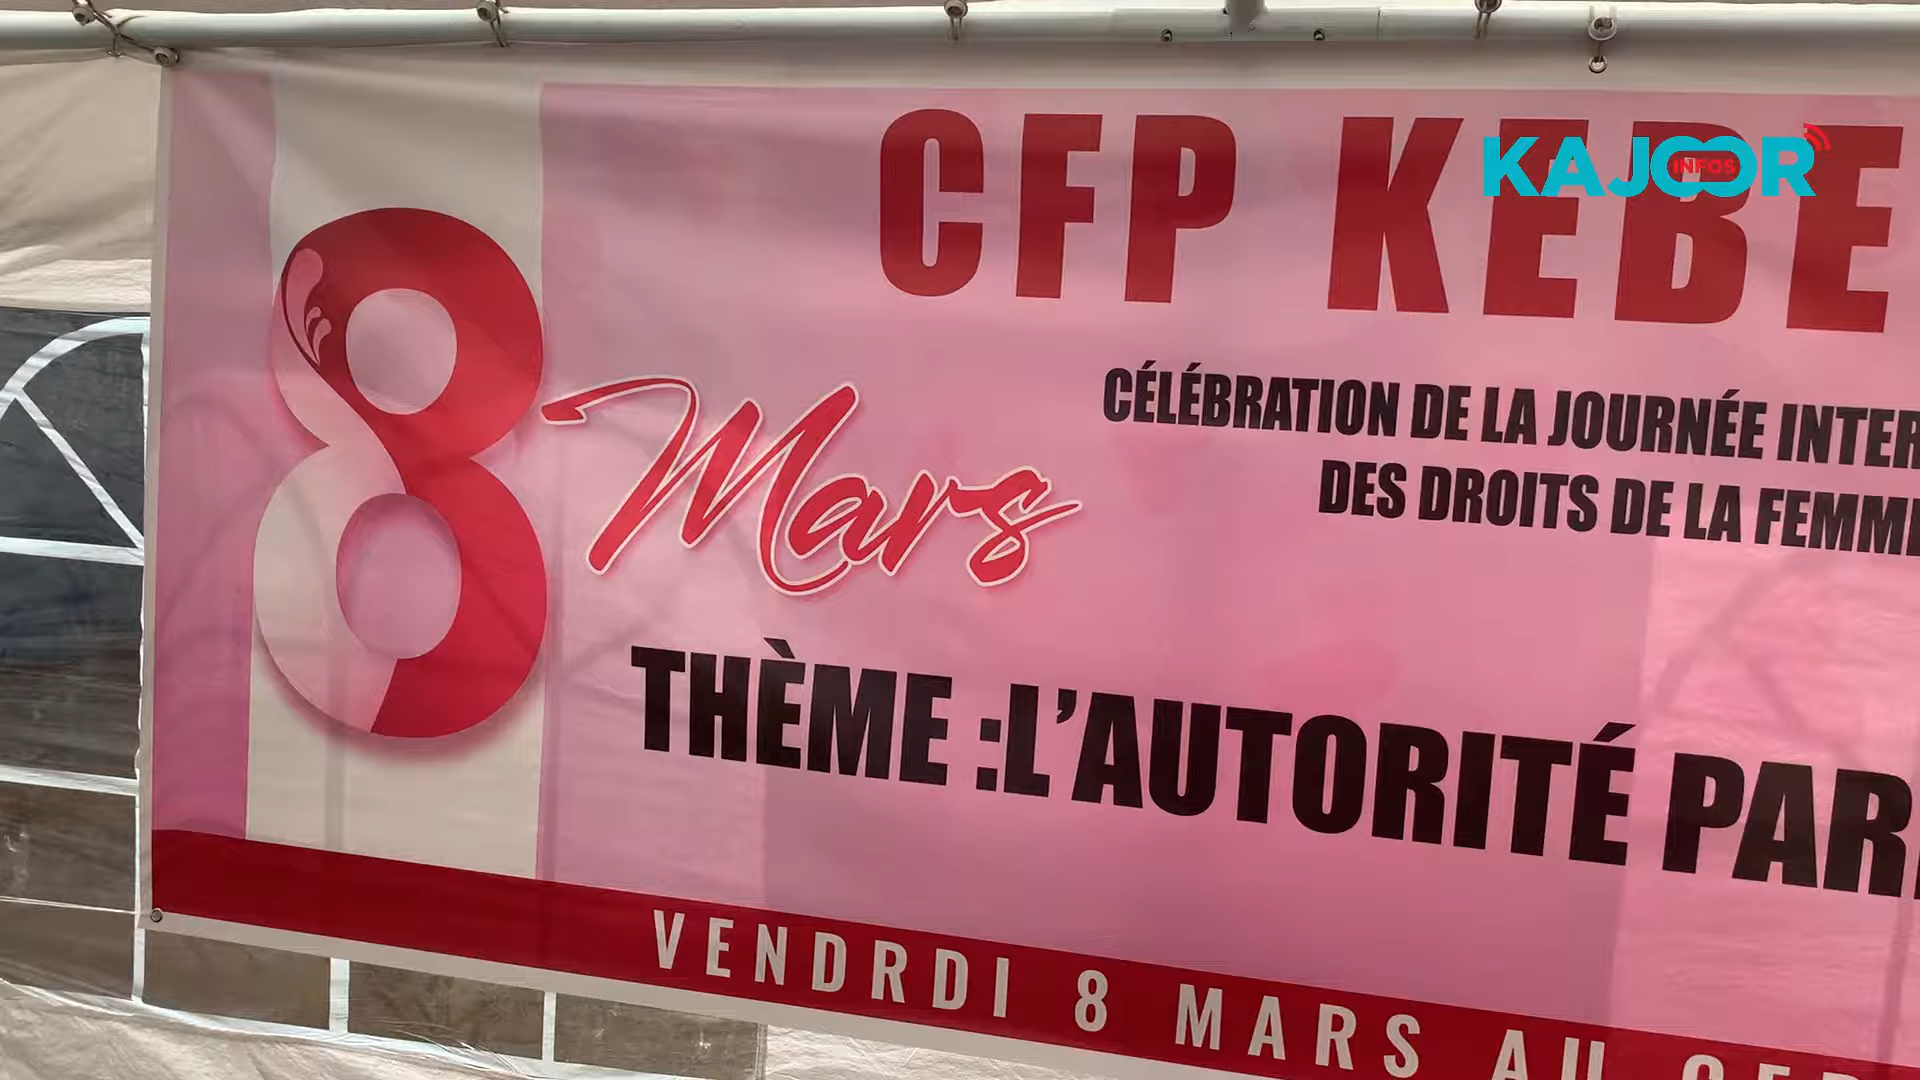 CFP KEBE
KAJOOR
INFOS
8 Mars
CÉLÉBRATION DE LA JOURNÉE INTER
DES DROITS DE LA FEMM
THÈME :L'AUTORITÉ PAR
VENDRDI 8 MARS AU